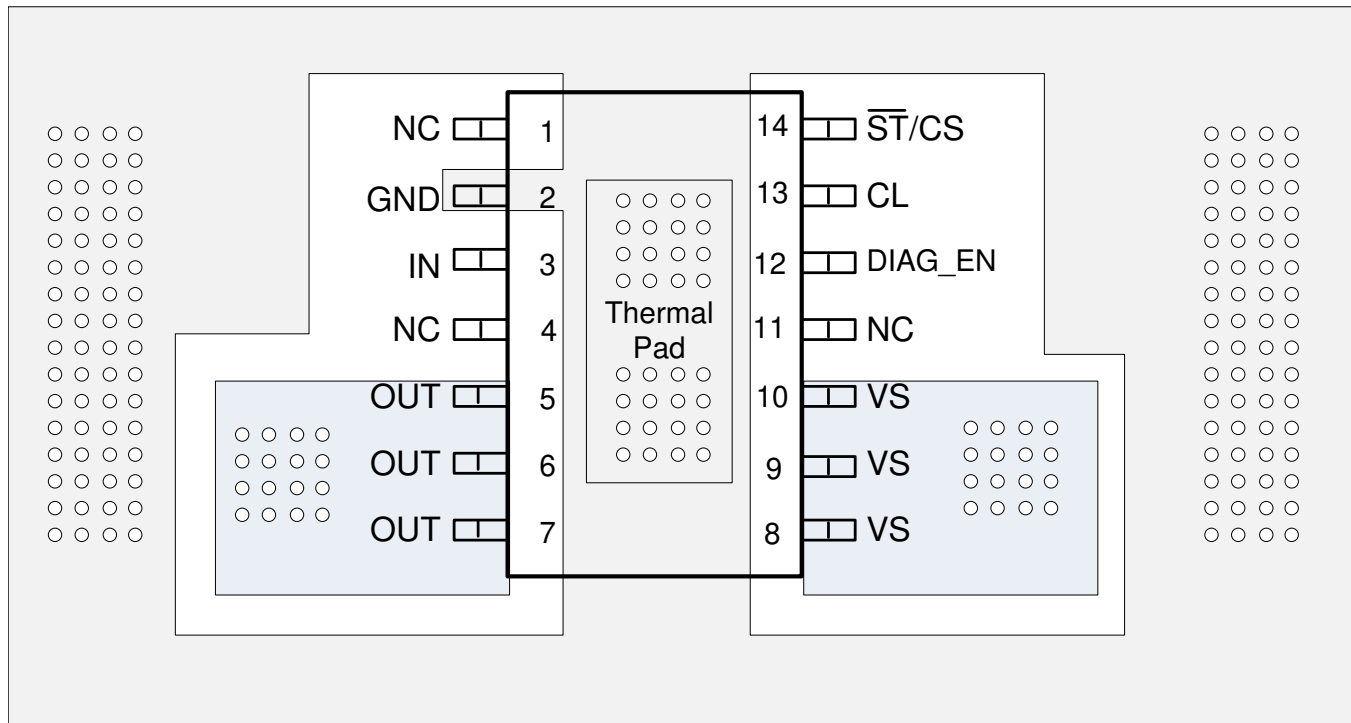 NC 1 14 S̅T̅/CS
GND 2 13 CL
IN 3 12 DIAG_EN
NC 4 Thermal 11 NC
Pad
OUT 5 10 VS
OUT 6 9 VS
OUT 7 8 VS